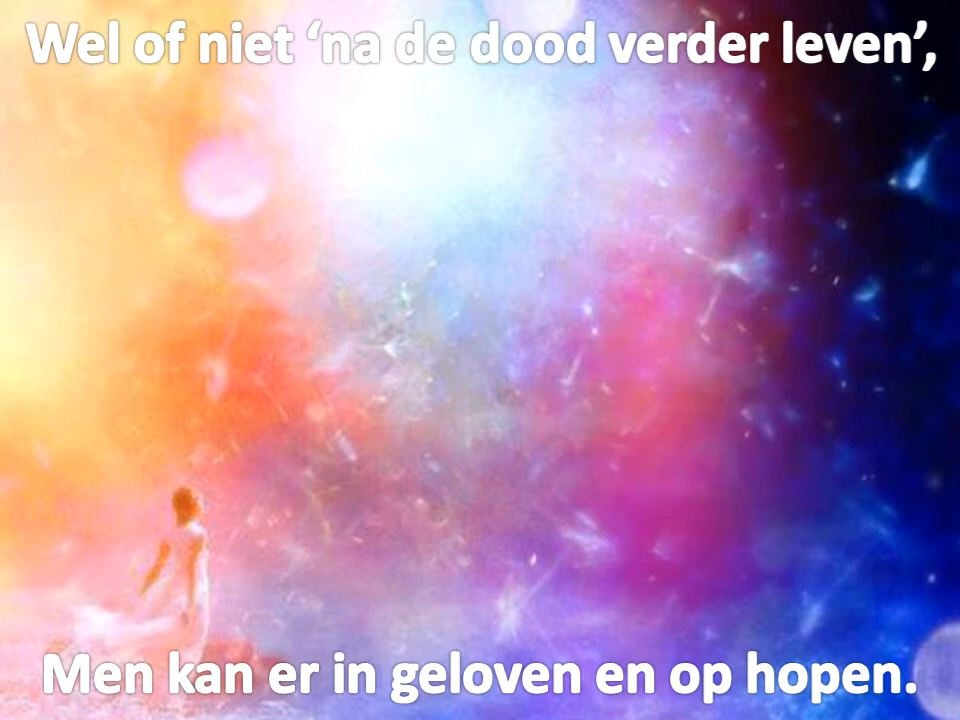 Wel of niet ‘na de dood verder leven’,
Men kan er in geloven en op hopen.